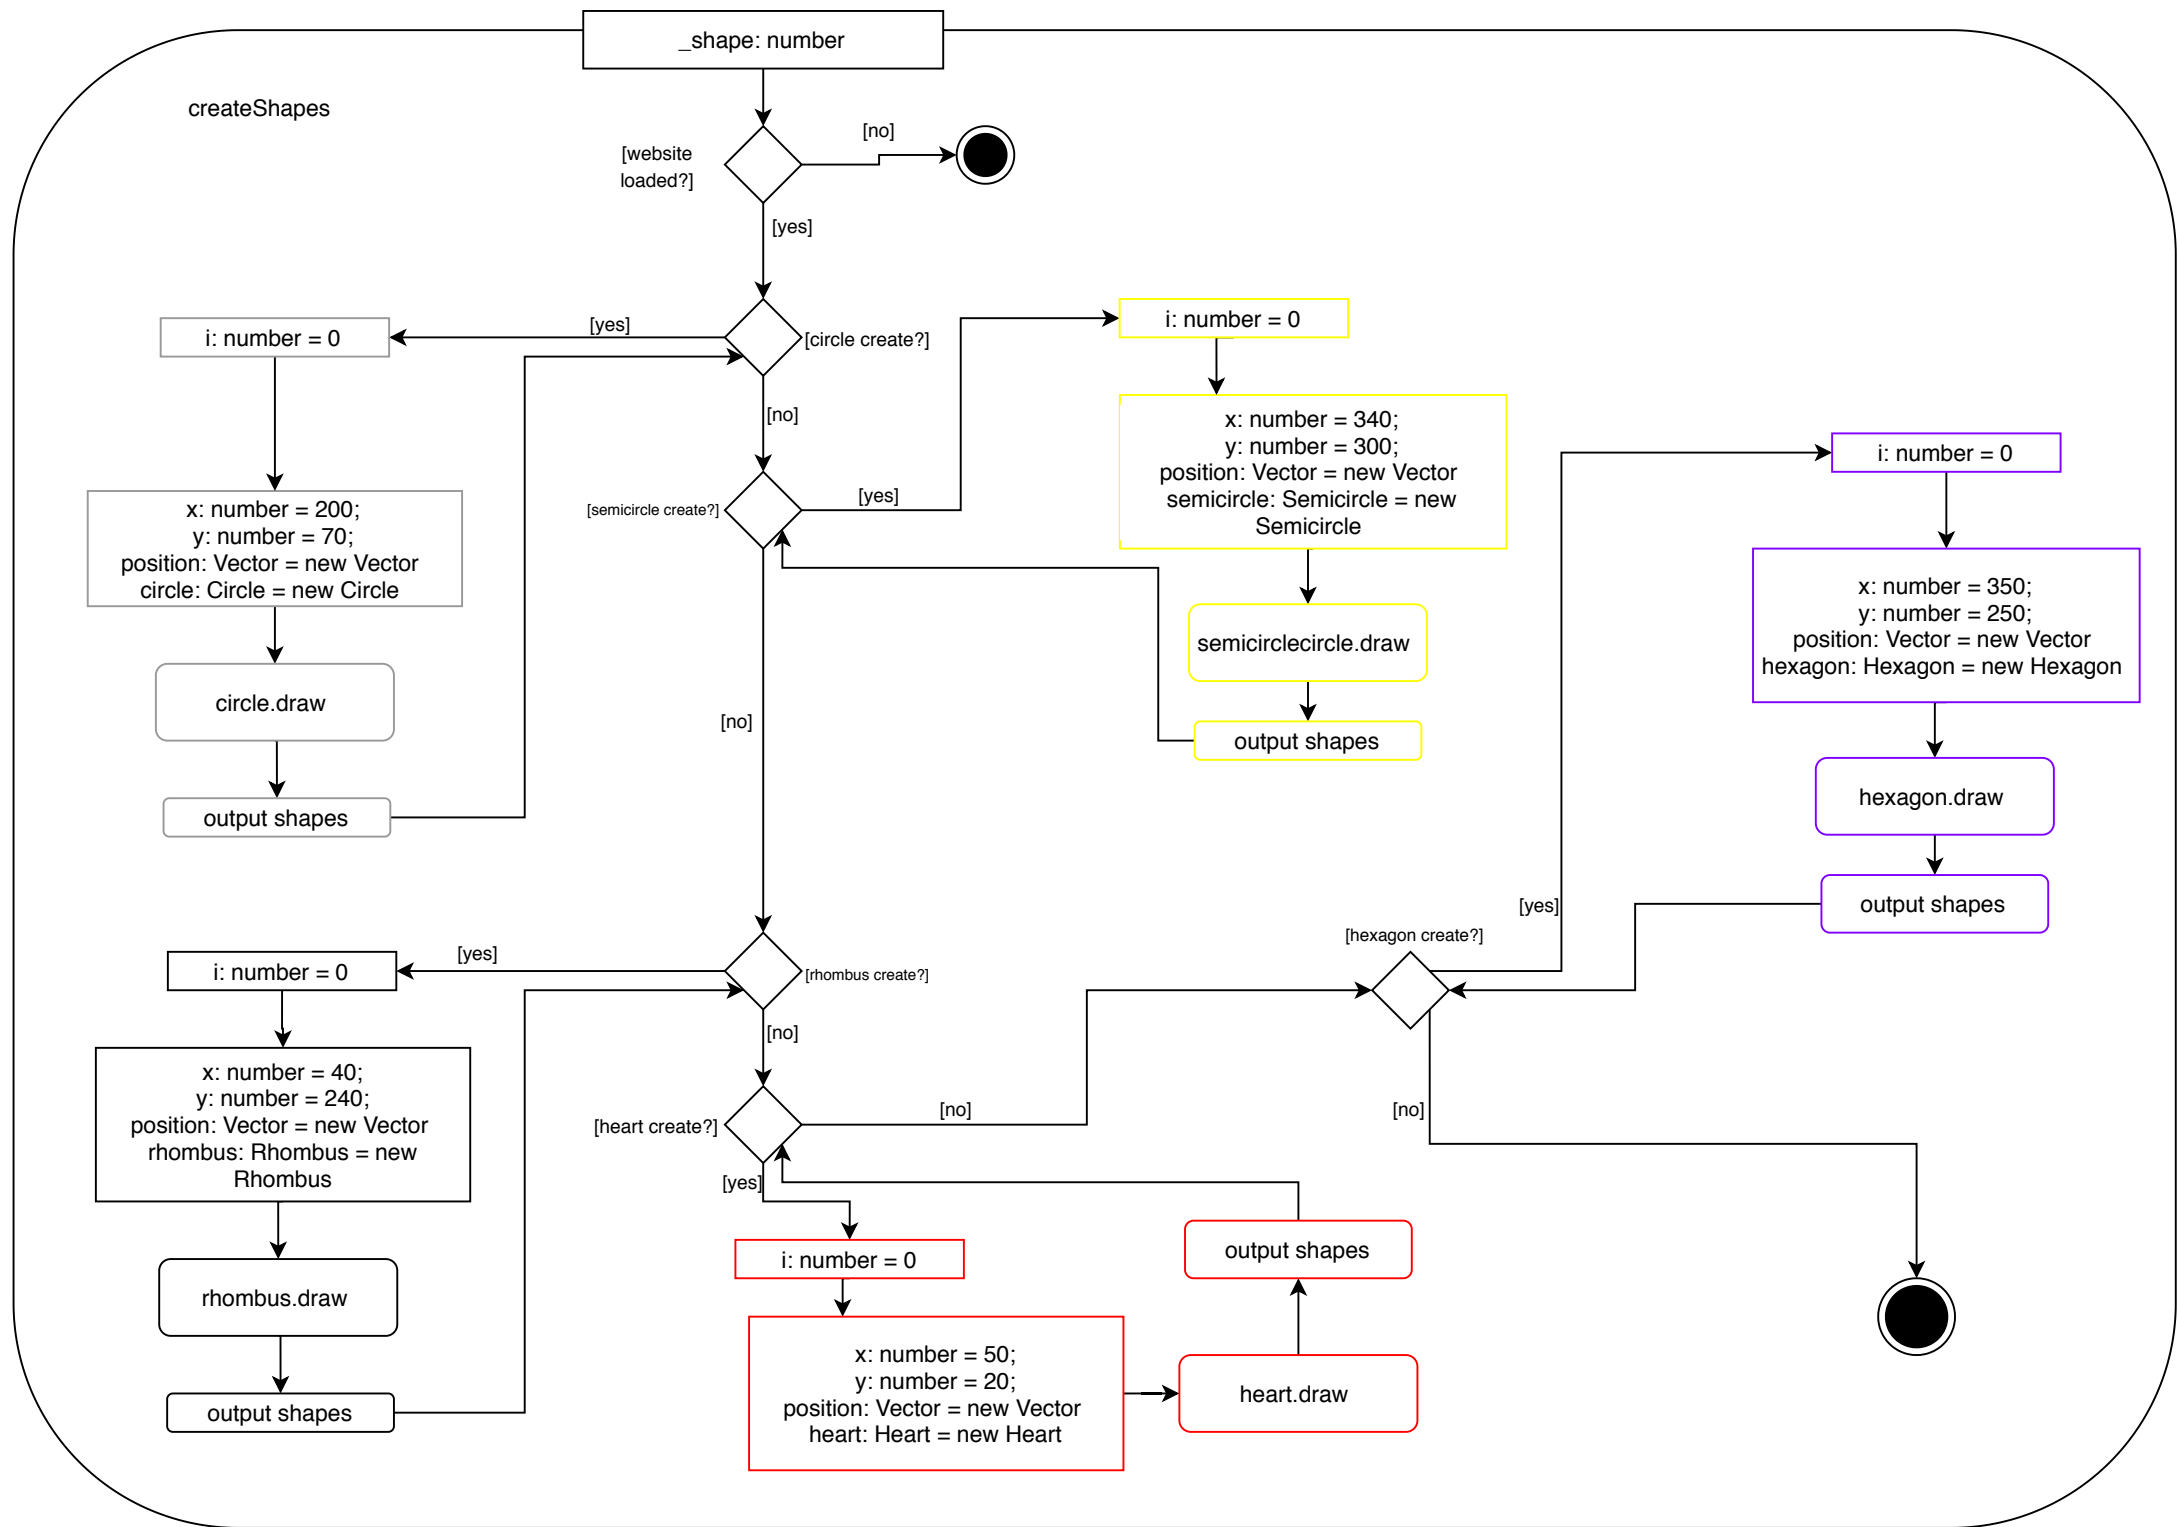 _shape: number
createShapes
[website
loaded?]
[no]
[yes]
i: number = 0
[yes]
[circle create?]
[no]
x: number = 200;
y: number = 70;
position: Vector = new Vector
circle: Circle = new Circle
circle.draw
output shapes
[semicircle create?]
[yes]
i: number = 0
x: number = 340;
y: number = 300;
position: Vector = new Vector
semicircle: Semicircle = new
Semicircle
semicirclecircle.draw
output shapes
[no]
i: number = 0
x: number = 350;
y: number = 250;
position: Vector = new Vector
hexagon: Hexagon = new Hexagon
hexagon.draw
output shapes
[yes]
[hexagon create?]
[no]
[yes]
[rhombus create?]
i: number = 0
x: number = 40;
y: number = 240;
position: Vector = new Vector
rhombus: Rhombus = new
Rhombus
rhombus.draw
output shapes
[no]
[heart create?]
[no]
[yes]
i: number = 0
x: number = 50;
y: number = 20;
position: Vector = new Vector
heart: Heart = new Heart
heart.draw
output shapes